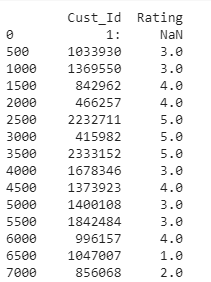 Cust_Id Rating
0 1: NaN
500 1033930 3.0
1000 1369550 3.0
1500 842962 4.0
2000 466257 4.0
2500 2232711 5.0
3000 415982 5.0
3500 2333152 5.0
4000 1678346 3.0
4500 1373923 4.0
5000 1400108 3.0
5500 1842484 3.0
6000 996157 4.0
6500 1047007 1.0
7000 856068 2.0